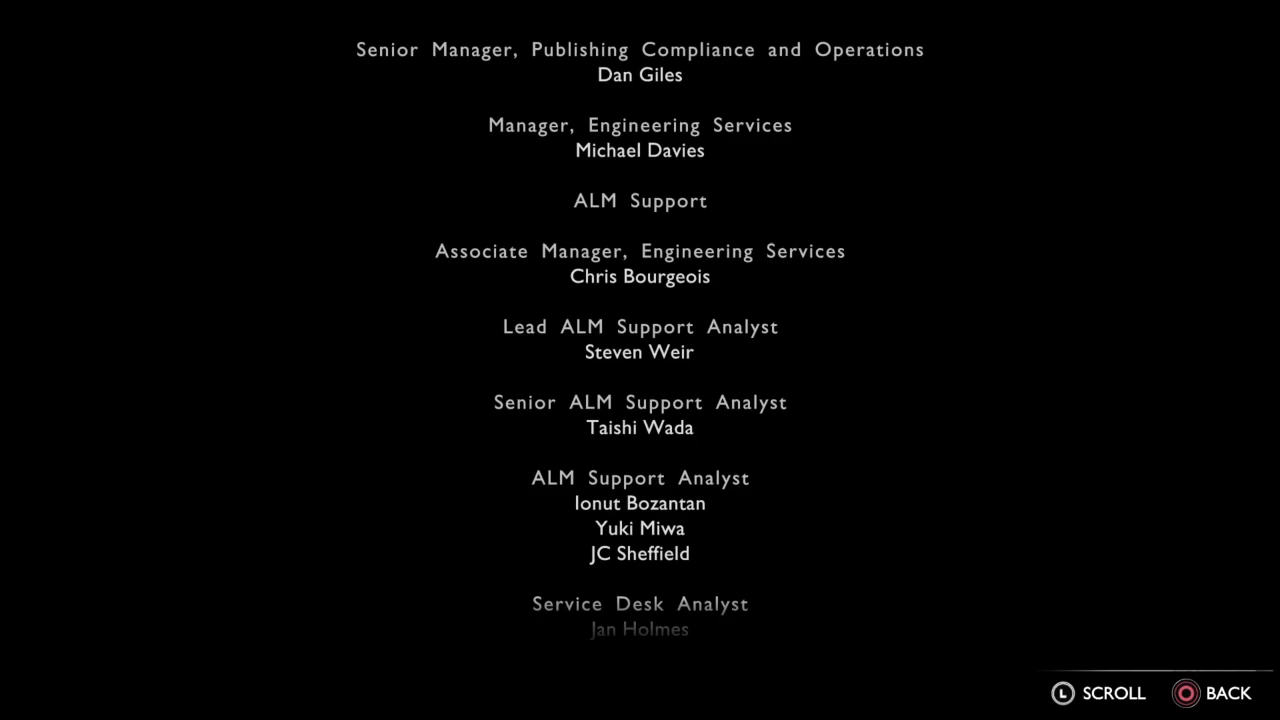 Senior Manager, Publishing Compliance and Operations
Dan Giles
Manager, Engineering Services
Michael Davies
ALM Support
Associate Manager, Engineering Services
Chris Bourgeois
Lead ALM Support Analyst
Steven Weir
Senior ALM Support Analyst
Taishi Wada
ALM Support Analyst
Ionut Bozantan
Yuki Miwa
JC Sheffield
Service Desk Analyst
Jan Holmes
L SCROLL BACK